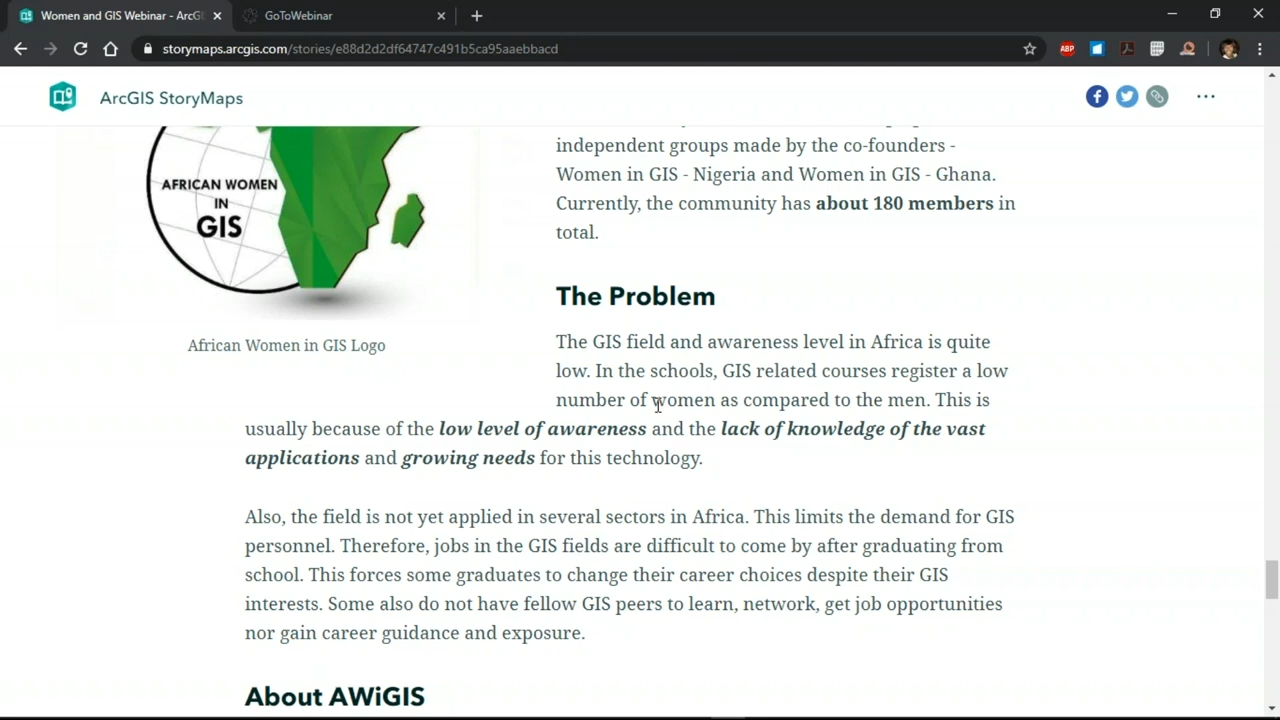 Women and GIS Webinar - ArcG
GoToWebinar
storymaps.arcgis.com/stories/e88d2d2df64747c491b5ca95aaebbacd
ABP
ArcGIS StoryMaps
AFRICAN WOMEN
IN
GIS
African Women in GIS Logo
independent groups made by the co-founders -
Women in GIS - Nigeria and Women in GIS - Ghana.
Currently, the community has about 180 members in
total.
The Problem
The GIS field and awareness level in Africa is quite
low. In the schools, GIS related courses register a low
number of women as compared to the men. This is
usually because of the low level of awareness and the lack of knowledge of the vast
applications and growing needs for this technology.
Also, the field is not yet applied in several sectors in Africa. This limits the demand for GIS
personnel. Therefore, jobs in the GIS fields are difficult to come by after graduating from
school. This forces some graduates to change their career choices despite their GIS
interests. Some also do not have fellow GIS peers to learn, network, get job opportunities
nor gain career guidance and exposure.
About AWiGIS